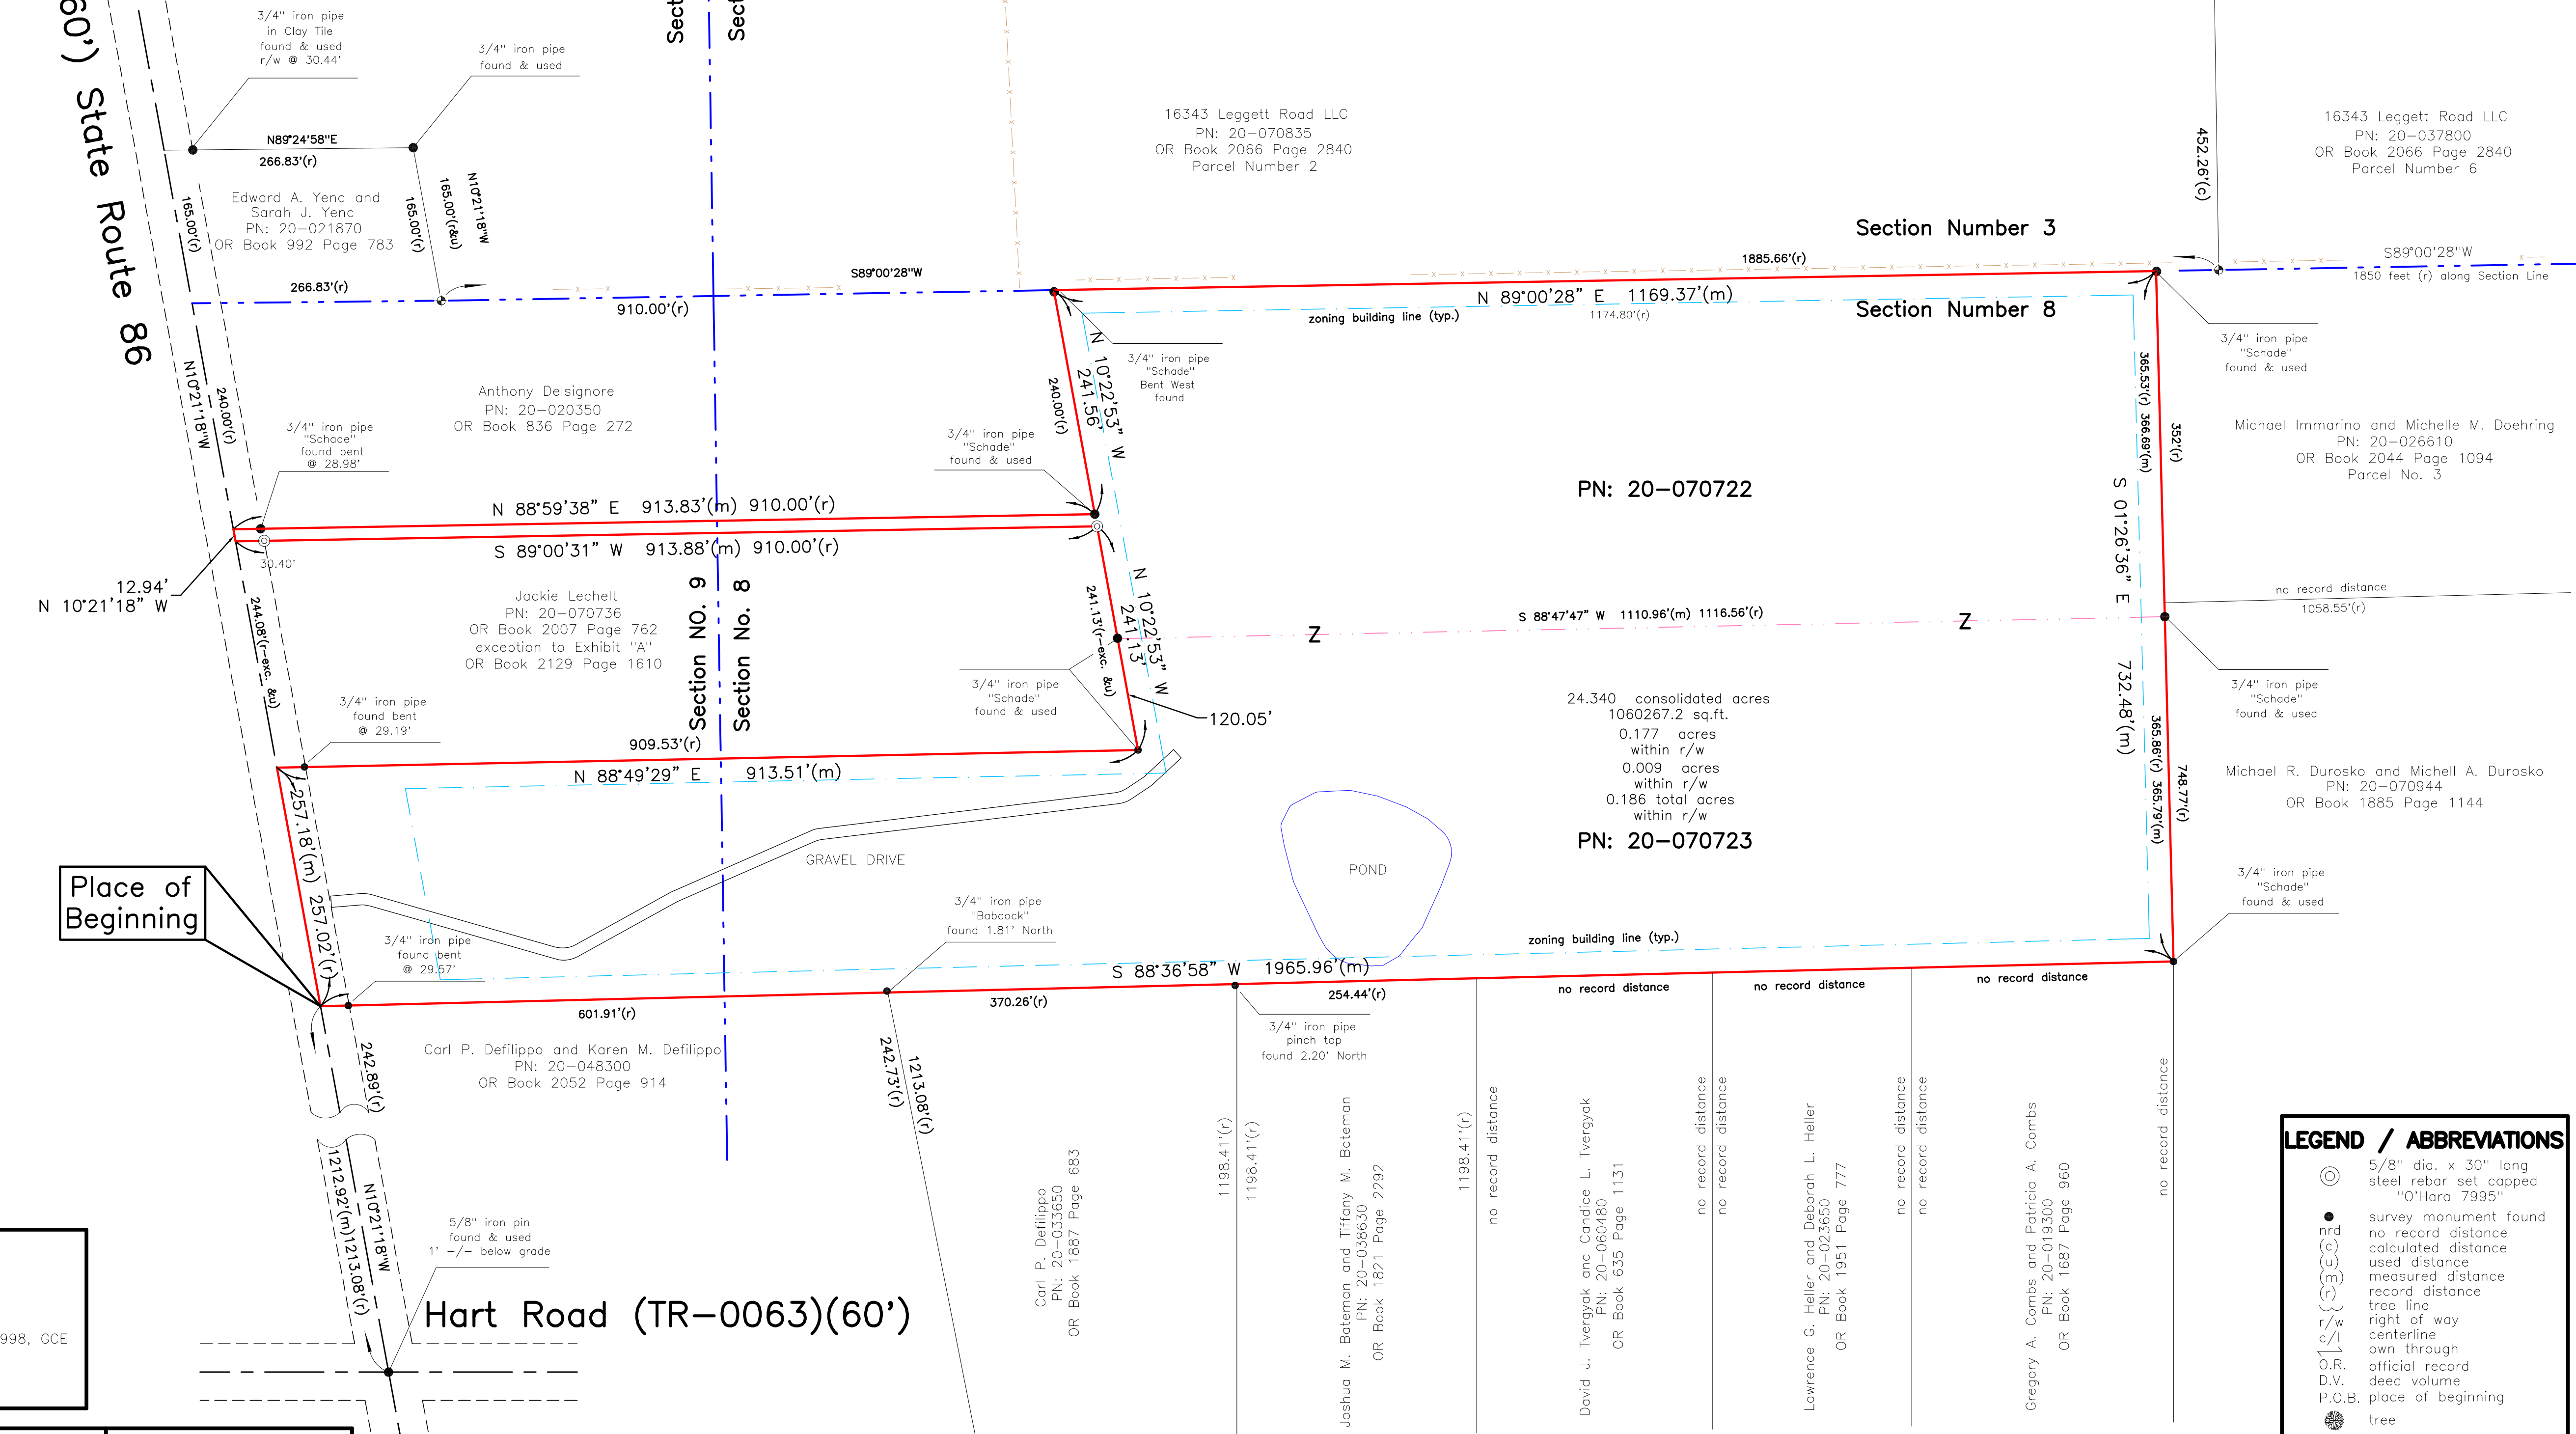 60') State Route 86
3/4" iron pipe
in Clay Tile
found & used
r/w @ 30.44'
3/4" iron pipe
found & used
N89°24'58"E
266.83'(r)
165.00'(r)
Edward A. Yenc and
Sarah J. Yenc
PN: 20-021870
OR Book 992 Page 783
165.00'(r)
165.00'(r&u)
N10°21'18"W
266.83'(r)
S89°00'28"W
910.00'(r)
16343 Leggett Road LLC
PN: 20-070835
OR Book 2066 Page 2840
Parcel Number 2
16343 Leggett Road LLC
PN: 20-037800
OR Book 2066 Page 2840
Parcel Number 6
452.26'(c)
Section Number 3
1885.66'(r)
S89°00'28"W
1850 feet (r) along Section Line
N 89°00'28" E 1169.37'(m)
1174.80'(r)
zoning building line (typ.)
Section Number 8
3/4" iron pipe
"Schade"
found & used
3/4" iron pipe
"Schade"
Bent West
found
N 10°22'53" W
241.56'
240.00'(r)
N10°21'18"W
240.00'(r)
Anthony Delsignore
PN: 20-020350
OR Book 836 Page 272
3/4" iron pipe
"Schade"
found bent
@ 28.98'
3/4" iron pipe
"Schade"
found & used
365.53'(r) 366.69'(m)
352'(r)
Michael Immarino and Michelle M. Doehring
PN: 20-026610
OR Book 2044 Page 1094
Parcel No. 3
PN: 20-070722
S 01°26'36" E
732.48'(m)
N 88°59'38" E 913.83'(m) 910.00'(r)
S 89°00'31" W 913.88'(m) 910.00'(r)
30.40'
12.94'
N 10°21'18" W
244.08'(r-exc. &u)
Jackie Lechelt
PN: 20-070736
OR Book 2007 Page 762
exception to Exhibit "A"
OR Book 2129 Page 1610
Section NO. 9
Section No. 8
241.13'(r-exc. &u)
N 10°22'53" W
241.13'
120.05'
3/4" iron pipe
"Schade"
found & used
S 88°47'47" W 1110.96'(m) 1116.56'(r)
Z
Z
no record distance
1058.55'(r)
3/4" iron pipe
"Schade"
found & used
24.340 consolidated acres
1060267.2 sq.ft.
0.177 acres
within r/w
0.009 acres
within r/w
0.186 total acres
within r/w
PN: 20-070723
3/4" iron pipe
found bent
@ 29.19'
909.53'(r)
N 88°49'29" E 913.51'(m)
365.86'(r) 365.79'(m)
748.77'(r)
Michael R. Durosko and Michell A. Durosko
PN: 20-070944
OR Book 1885 Page 1144
257.18'(m) 257.02'(r)
Place of
Beginning
GRAVEL DRIVE
POND
3/4" iron pipe
"Schade"
found & used
3/4" iron pipe
found bent
@ 29.57'
3/4" iron pipe
"Babcock"
found 1.81' North
zoning building line (typ.)
S 88°36'58" W 1965.96'(m)
601.91'(r)
370.26'(r)
254.44'(r)
no record distance
no record distance
no record distance
3/4" iron pipe
pinch top
found 2.20' North
242.89'(r)
Carl P. Defilippo and Karen M. Defilippo
PN: 20-048300
OR Book 2052 Page 914
242.73'(r)
1213.08'(r)
1212.92'(m)1213.08'(r)
N10°21'18"W
5/8" iron pin
found & used
1' +/- below grade
Hart Road (TR-0063)(60')
Carl P. Defilippo
PN: 20-033650
OR Book 1887 Page 683
1198.41'(r)
1198.41'(r)
Joshua M. Bateman and Tiffany M. Bateman
PN: 20-038630
OR Book 1821 Page 2292
1198.41'(r)
no record distance
David J. Tvergyak and Candice L. Tvergyak
PN: 20-060480
OR Book 635 Page 1131
no record distance
no record distance
Lawrence G. Heller and Deborah L. Heller
PN: 20-023650
OR Book 1951 Page 777
no record distance
no record distance
Gregory A. Combs and Patricia A. Combs
PN: 20-019300
OR Book 1687 Page 960
no record distance
998, GCE
LEGEND / ABBREVIATIONS
5/8" dia. x 30" long
steel rebar set capped
"O'Hara 7995"
survey monument found
nrd no record distance
(c) calculated distance
(u) used distance
(m) measured distance
(r) record distance
tree line
r/w right of way
c/l centerline
own through
O.R. official record
D.V. deed volume
P.O.B. place of beginning
tree